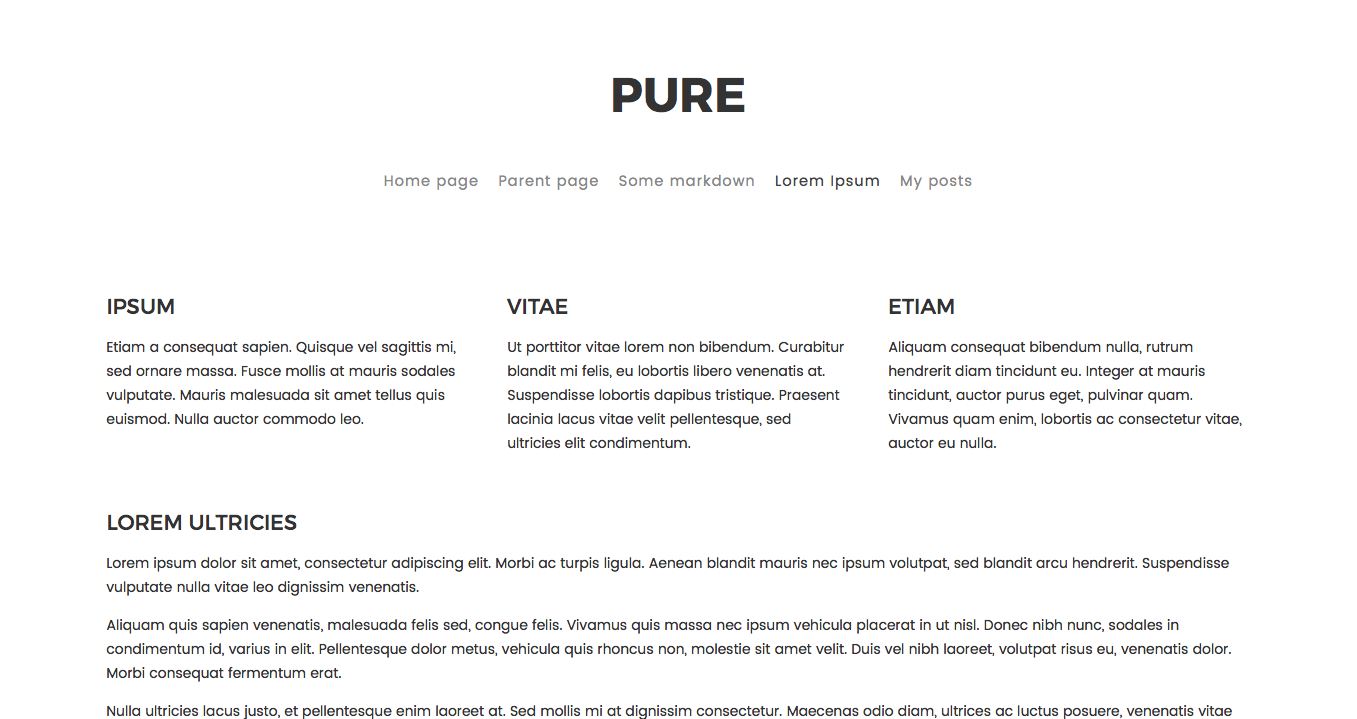 PURE
Home page Parent page Some markdown Lorem Ipsum My posts
IPSUM
Etiam a consequat sapien. Quisque vel sagittis mi,
sed ornare massa. Fusce mollis at mauris sodales
vulputate. Mauris malesuada sit amet tellus quis
euismod. Nulla auctor commodo leo.
VITAE
Ut porttitor vitae lorem non bibendum. Curabitur
blandit mi felis, eu lobortis libero venenatis at.
Suspendisse lobortis dapibus tristique. Praesent
lacinia lacus vitae velit pellentesque, sed
ultricies elit condimentum.
ETIAM
Aliquam consequat bibendum nulla, rutrum
hendrerit diam tincidunt eu. Integer at mauris
tincidunt, auctor purus eget, pulvinar quam.
Vivamus quam enim, lobortis ac consectetur vitae,
auctor eu nulla.
LOREM ULTRICIES
Lorem ipsum dolor sit amet, consectetur adipiscing elit. Morbi ac turpis ligula. Aenean blandit mauris nec ipsum volutpat, sed blandit arcu hendrerit. Suspendisse
vulputate nulla vitae leo dignissim venenatis.
Aliquam quis sapien venenatis, malesuada felis sed, congue felis. Vivamus quis massa nec ipsum vehicula placerat in ut nisl. Donec nibh nunc, sodales in
condimentum id, varius in elit. Pellentesque dolor metus, vehicula quis rhoncus non, molestie sit amet velit. Duis vel nibh laoreet, volutpat risus eu, venenatis dolor.
Morbi consequat fermentum erat.
Nulla ultricies lacus justo, et pellentesque enim laoreet at. Sed mollis mi at dignissim consectetur. Maecenas odio diam, ultrices ac luctus posuere, venenatis vitae